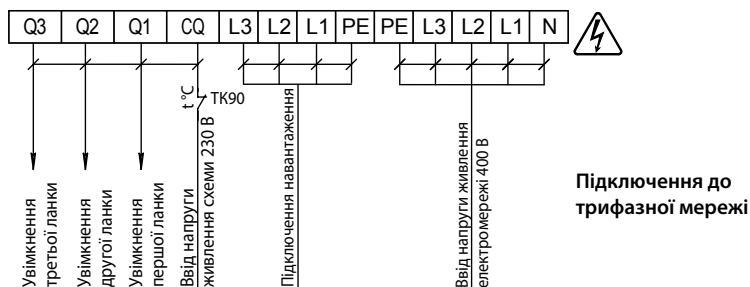 Q3 Q2 Q1 CQ L3 L2 L1 PE PE L3 L2 L1 N
t °C
TK90
Увімкнення
третьої ланки
Увімкнення
другої ланки
Увімкнення
першої ланки
Ввід напруги
живлення схеми 230 В
Підключення навантаження
Ввід напруги живлення
електромережі 400 В
Підключення до
трифазної мережі